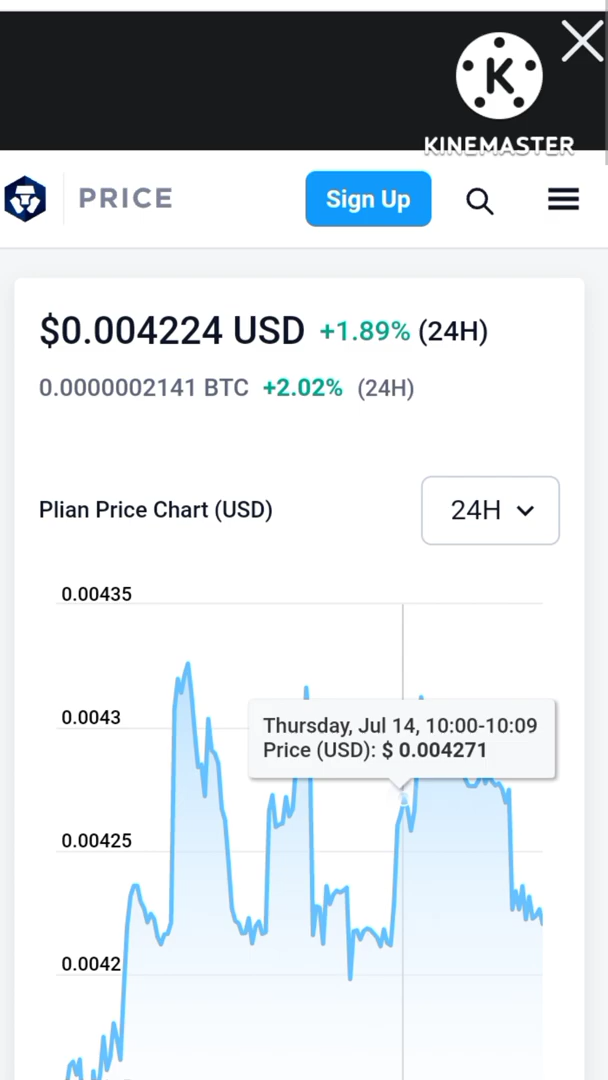 K
KINEMASTER
PRICE
Sign Up
$0.004224 USD +1.89% (24H)
0.0000002141 BTC +2.02% (24H)
Plian Price Chart (USD)
24H
0.00435
0.0043
Thursday, Jul 14, 10:00-10:09
Price (USD): $ 0.004271
0.00425
0.0042